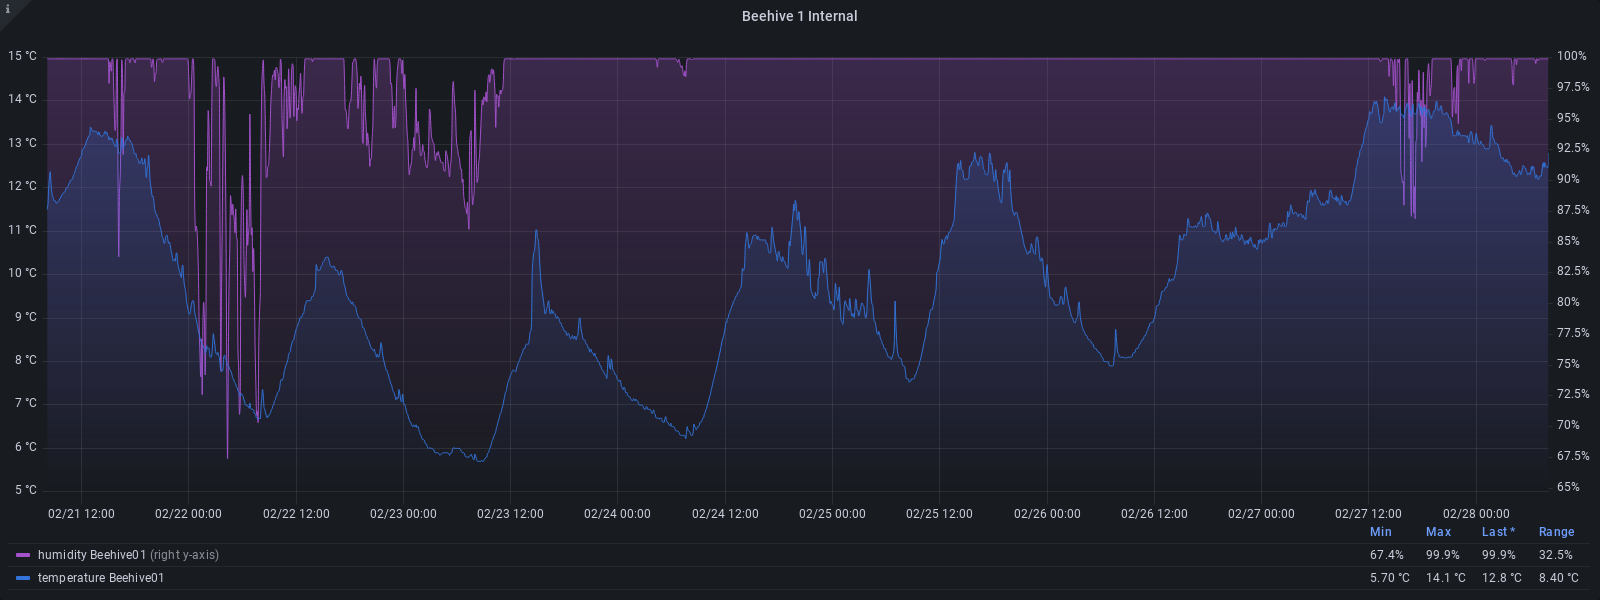 i
Beehive 1 Internal
15 °C 100%
97.5%
14 °C
95%
13 °C
92.5%
12 °C 90%
87.5%
11 °C
85%
10 °C 82.5%
80%
9 °C
77.5%
8 °C 75%
7 °C 72.5%
70%
6 °C
67.5%
5 °C 65%
02/21 12:00 02/22 00:00 02/22 12:00 02/23 00:00 02/23 12:00 02/24 00:00 02/24 12:00 02/25 00:00 02/25 12:00 02/26 00:00 02/26 12:00 02/27 00:00 02/27 12:00 02/28 00:00
Min Max Last * Range
humidity Beehive01 (right y-axis) 67.4% 99.9% 99.9% 32.5%
temperature Beehive01 5.70 °C 14.1 °C 12.8 °C 8.40 °C